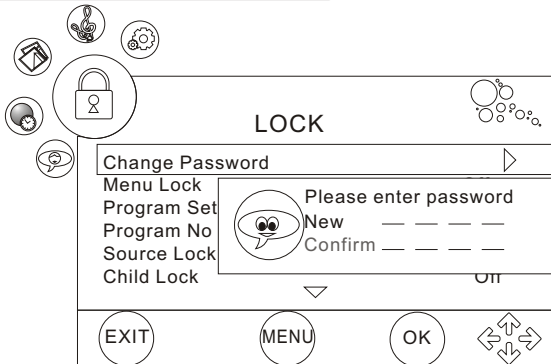 LOCK
Change Password
Menu Lock
Program Set
Program No
Source Lock
Child Lock Off
Please enter password
New _ _ _ _
Confirm _ _ _ _
EXIT MENU OK